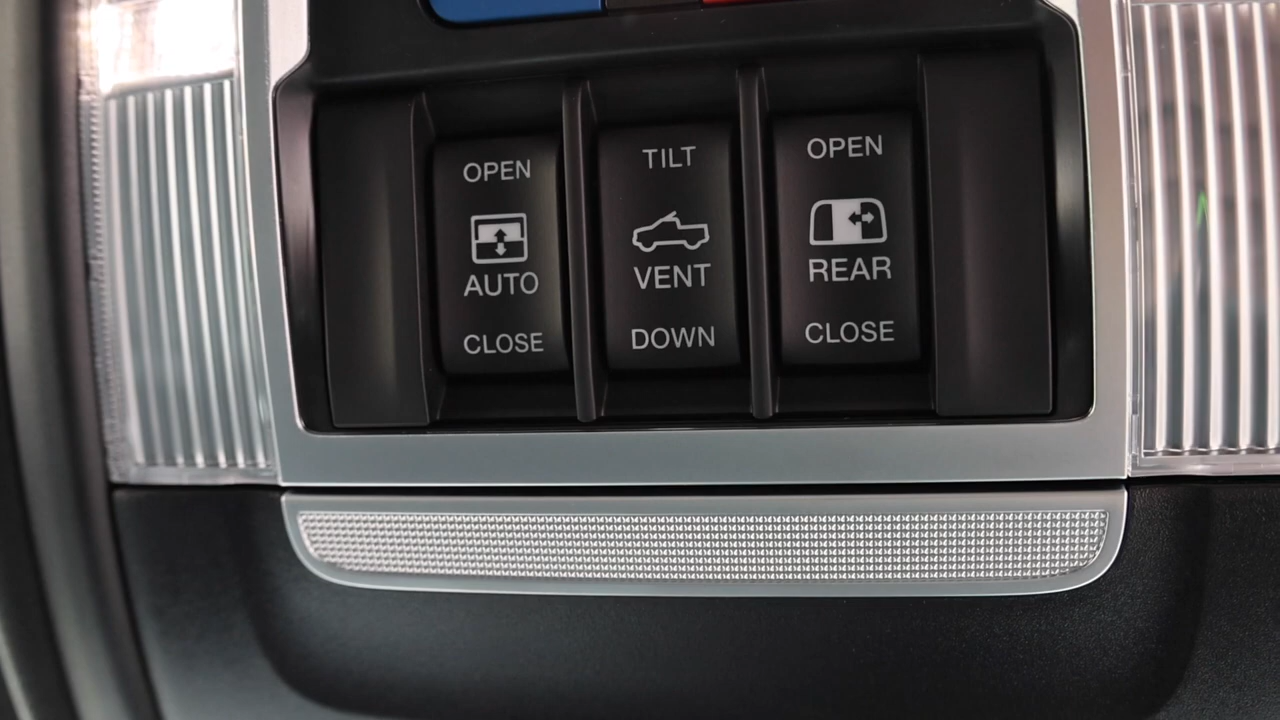 OPEN
AUTO
CLOSE
TILT
VENT
DOWN
OPEN
REAR
CLOSE